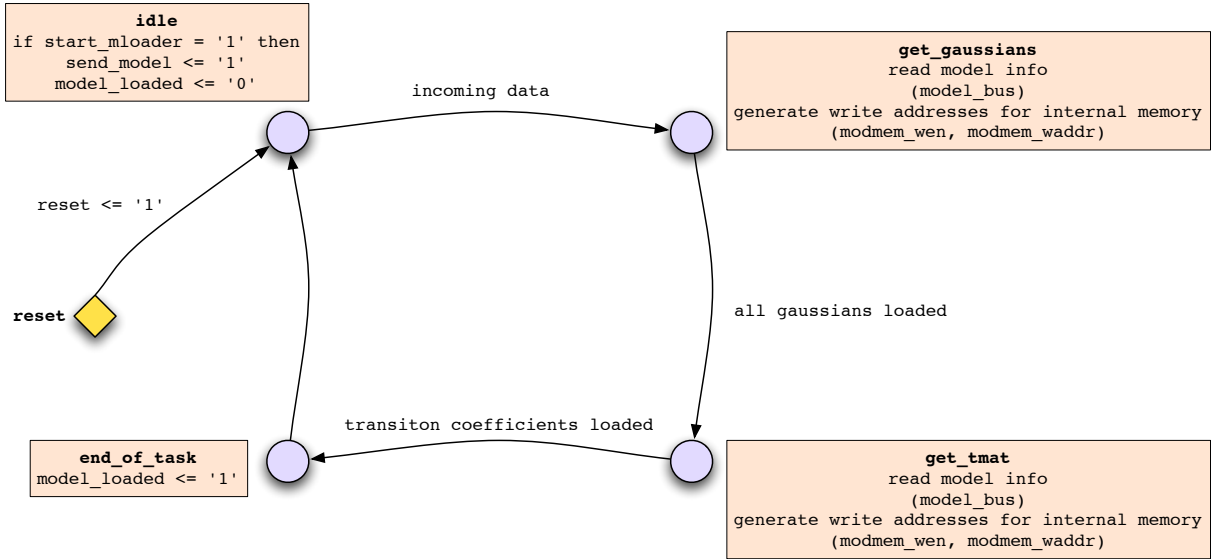 idle
if start_mloader = '1' then
send_model <= '1'
model_loaded <= '0'
get_gaussians
read model info
(model_bus)
generate write addresses for internal memory
(modmem_wen, modmem_waddr)
incoming data
reset <= '1'
reset
all gaussians loaded
transiton coefficients loaded
end_of_task
model_loaded <= '1'
get_tmat
read model info
(model_bus)
generate write addresses for internal memory
(modmem_wen, modmem_waddr)